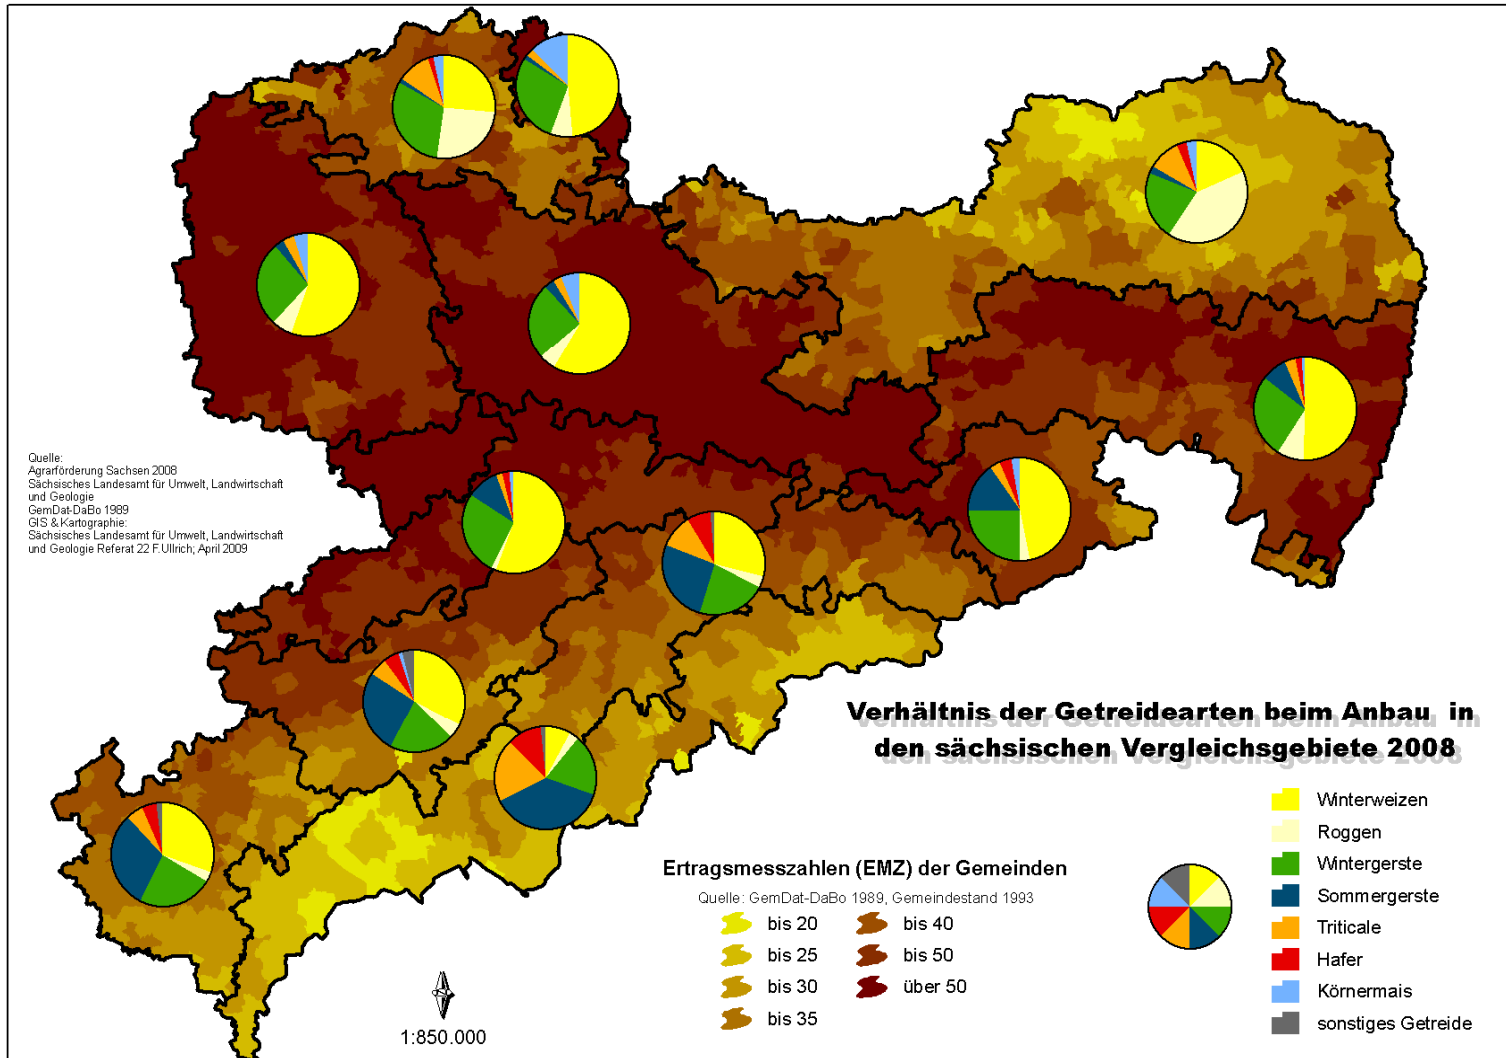 Quelle:
Agrarförderung Sachsen 2008
Sächsisches Landesamt für Umwelt, Landwirtschaft
und Geologie
GemDat-DaBo 1989
GIS & Kartographie:
Sächsisches Landesamt für Umwelt, Landwirtschaft
und Geologie Referat 22 F.Ullrich; April 2009
Verhältnis der Getreidearten beim Anbau in
den sächsischen Vergleichsgebiete 2008
Winterweizen
Roggen
Wintergerste
Sommergerste
Triticale
Hafer
Körnermais
sonstiges Getreide
Ertragsmesszahlen (EMZ) der Gemeinden
Quelle: GemDat-DaBo 1989, Gemeindestand 1993
bis 20
bis 25
bis 30
bis 35
bis 40
bis 50
über 50
1:850.000